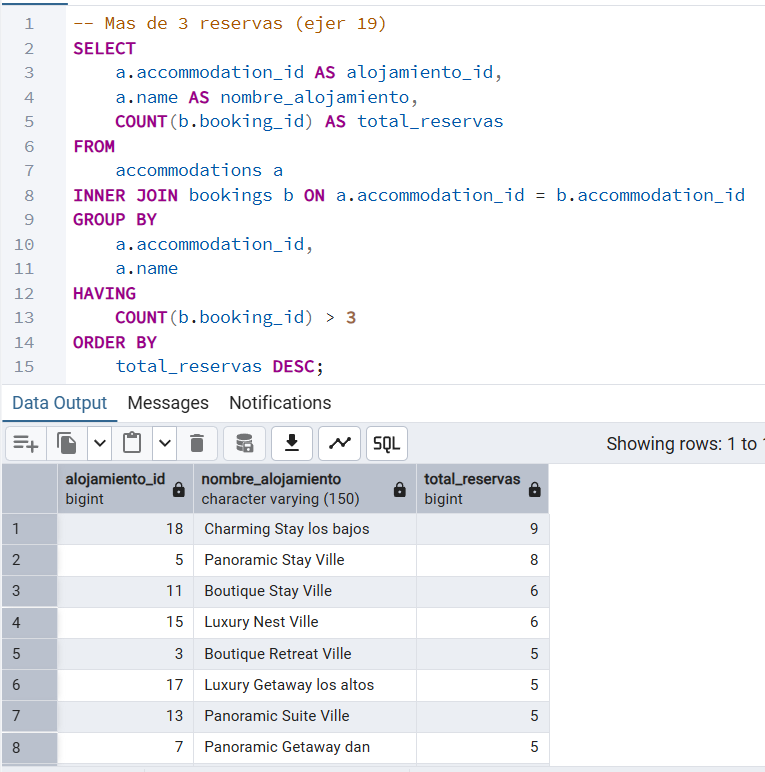 1 -- Mas de 3 reservas (ejer 19)
2 SELECT
3 a.accommodation_id AS alojamiento_id,
4 a.name AS nombre_alojamiento,
5 COUNT(b.booking_id) AS total_reservas
6 FROM
7 accommodations a
8 INNER JOIN bookings b ON a.accommodation_id = b.accommodation_id
9 GROUP BY
10 a.accommodation_id,
11 a.name
12 HAVING
13 COUNT(b.booking_id) > 3
14 ORDER BY
15 total_reservas DESC;
Data Output Messages Notifications
SQL Showing rows: 1 to
alojamiento_id nombre_alojamiento total_reservas
bigint character varying (150) bigint
1 18 Charming Stay los bajos 9
2 5 Panoramic Stay Ville 8
3 11 Boutique Stay Ville 6
4 15 Luxury Nest Ville 6
5 3 Boutique Retreat Ville 5
6 17 Luxury Getaway los altos 5
7 13 Panoramic Suite Ville 5
8 7 Panoramic Getaway dan 5